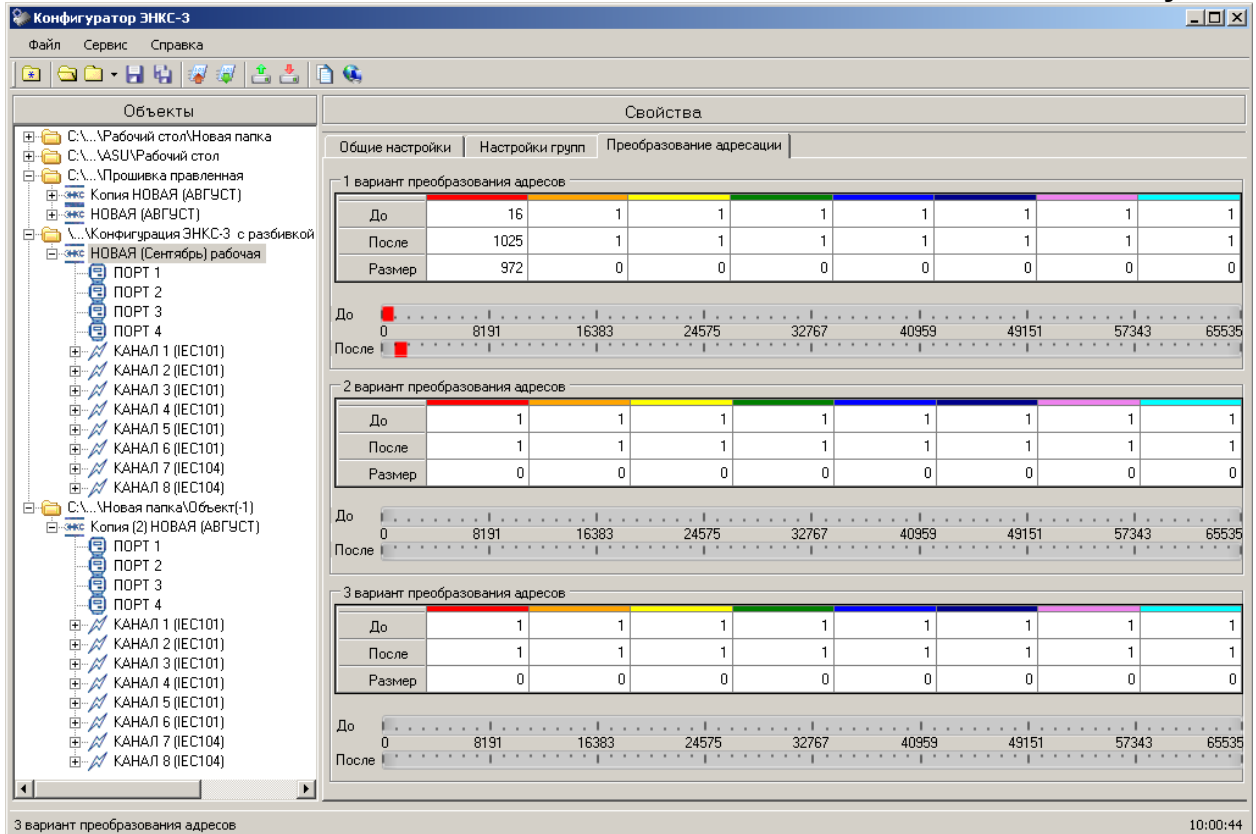 Конфигуратор ЭНКС-3
Файл Сервис Справка
Объекты
C:\...\Рабочий стол\Новая папка
C:\...\ASU\Рабочий стол
C:\...\Прошивка правленная
ЭНКС Копия НОВАЯ (АВГУСТ)
ЭНКС НОВАЯ (АВГУСТ)
\...\Конфигурация ЭНКС-3 с разбивкой
ЭНКС НОВАЯ (Сентябрь) рабочая
ПОРТ 1
ПОРТ 2
ПОРТ 3
ПОРТ 4
КАНАЛ 1 (IEC101)
КАНАЛ 2 (IEC101)
КАНАЛ 3 (IEC101)
КАНАЛ 4 (IEC101)
КАНАЛ 5 (IEC101)
КАНАЛ 6 (IEC101)
КАНАЛ 7 (IEC104)
КАНАЛ 8 (IEC104)
C:\...\Новая папка\Объект(-1)
ЭНКС Копия (2) НОВАЯ (АВГУСТ)
ПОРТ 1
ПОРТ 2
ПОРТ 3
ПОРТ 4
КАНАЛ 1 (IEC101)
КАНАЛ 2 (IEC101)
КАНАЛ 3 (IEC101)
КАНАЛ 4 (IEC101)
КАНАЛ 5 (IEC101)
КАНАЛ 6 (IEC101)
КАНАЛ 7 (IEC104)
КАНАЛ 8 (IEC104)
Свойства
Общие настройки Настройки групп Преобразование адресации
1 вариант преобразования адресов
До 16 1 1 1 1 1 1 1
После 1025 1 1 1 1 1 1 1
Размер 972 0 0 0 0 0 0 0
До
0 8191 16383 24575 32767 40959 49151 57343 65535
После
2 вариант преобразования адресов
До 1 1 1 1 1 1 1 1
После 1 1 1 1 1 1 1 1
Размер 0 0 0 0 0 0 0 0
До
0 8191 16383 24575 32767 40959 49151 57343 65535
После
3 вариант преобразования адресов
До 1 1 1 1 1 1 1 1
После 1 1 1 1 1 1 1 1
Размер 0 0 0 0 0 0 0 0
До
0 8191 16383 24575 32767 40959 49151 57343 65535
После
3 вариант преобразования адресов 10:00:44